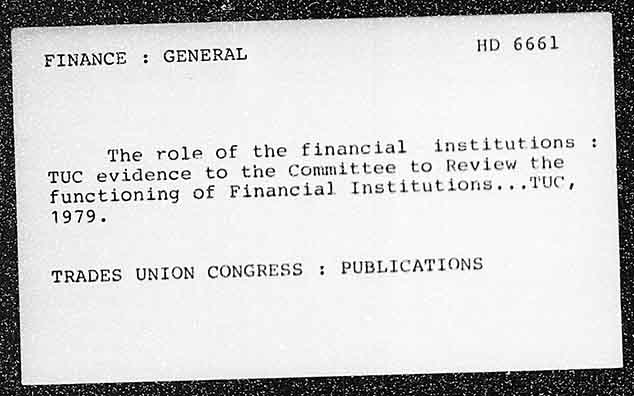 FINANCE : GENERAL
HD 6661
The role of the financial institutions :
TUC evidence to the Committee to Review the
functioning of Financial Institutions...TUC,
1979.
TRADES UNION CONGRESS : PUBLICATIONS